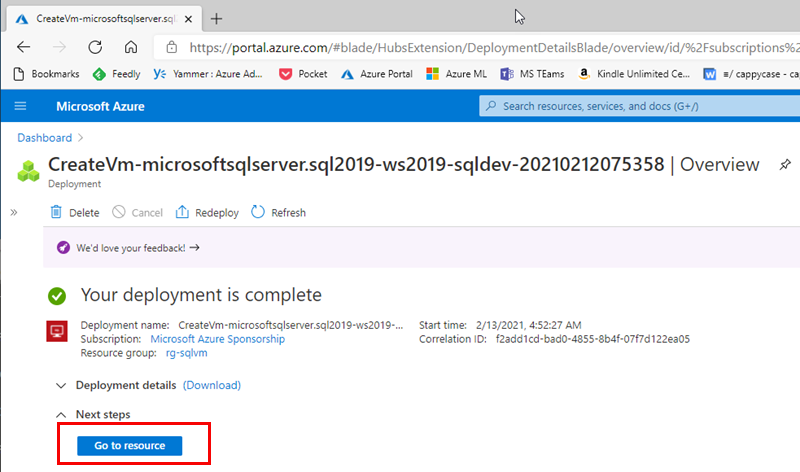 CreateVm-microsoftsqlserver.sql
https://portal.azure.com/#blade/HubsExtension/DeploymentDetailsBlade/overview/id/%2Fsubscriptions%2
Bookmarks Feedly Yammer : Azure Ad... Pocket Azure Portal Azure ML MS TEams Kindle Unlimited Ce... =/ cappycase - cap
Microsoft Azure
Search resources, services, and docs (G+/)
Dashboard >
CreateVm-microsoftsqlserver.sql2019-ws2019-sqldev-20210212075358 | Overview
Deployment
» Delete Cancel Redeploy Refresh
We'd love your feedback! →
Your deployment is complete
Deployment name: CreateVm-microsoftsqlserver.sql2019-ws2019-... Start time: 2/13/2021, 4:52:27 AM
Subscription: Microsoft Azure Sponsorship Correlation ID: f2add1cd-bad0-4855-8b4f-07f7d122ea05
Resource group: rg-sqlvm
Deployment details (Download)
Next steps
Go to resource